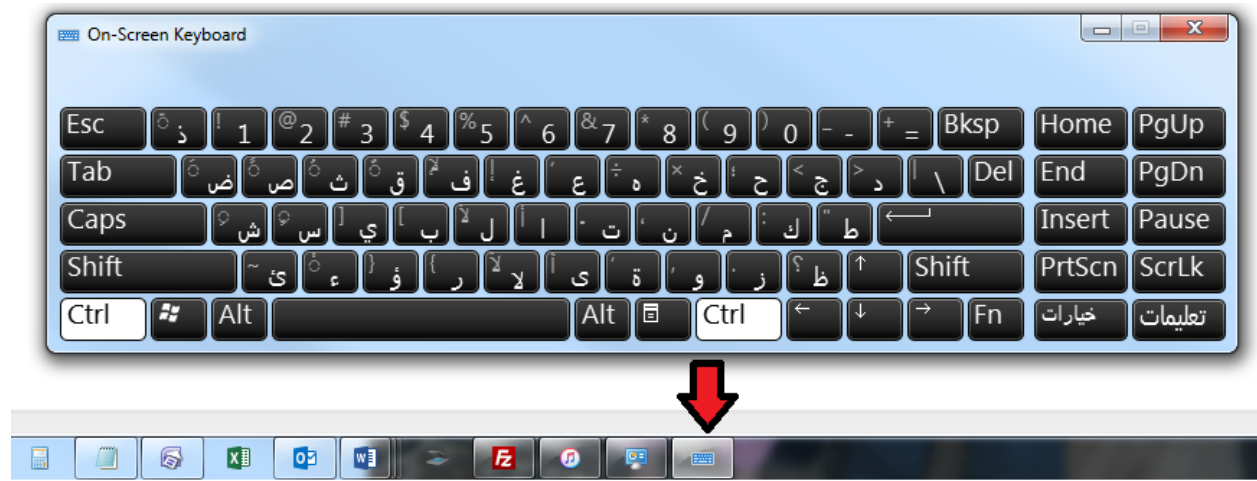 On-Screen Keyboard
Esc ّ ذ ! 1 @ 2 # 3 $ 4 % 5 ^ 6 & 7 * 8 ( 9 ) 0 _ - + = Bksp Home PgUp
Tab َ ض ً ص ُ ث ٌ ق لإ ف إ غ ` ع ÷ ه × خ ؛ ح < ج > د | \ Del End PgDn
Caps ِ ش ٍ س ] ي [ ب لأ ل أ ا ـ ت ، ن / م : ك " ط Insert Pause
Shift ~ ئ ْ ء } ؤ { ر لآ لا آ ى ' ة , و . ز ؟ ظ ↑ Shift PrtScn ScrLk
Ctrl Alt Alt Ctrl ← ↓ → Fn خيارات تعليمات